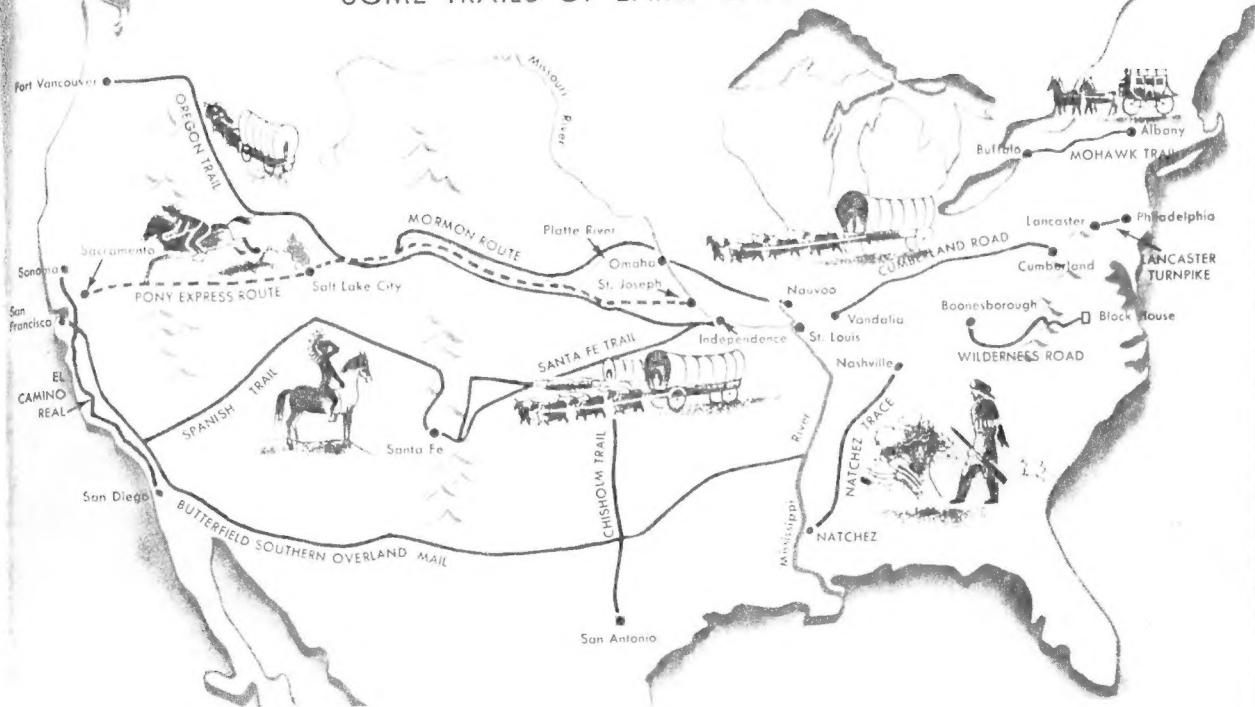 SOME TRAILS OF
Fort Vancouver
OREGON TRAIL
Missouri
River
Albany
Buffalo
MOHAWK TRAIL
Lancaster
Philadelphia
LANCASTER
TURNPIKE
CUMBERLAND ROAD
Cumberland
MORMON ROUTE
Platte River
Omaha
St. Joseph
Nauvoo
Sacramento
Sonoma
PONY EXPRESS ROUTE
Salt Lake City
San
Francisco
Vandalia
Independence
St. Louis
Boonesborough
Block House
WILDERNESS ROAD
Nashville
SANTA FE TRAIL
EL
CAMINO
REAL
SPANISH TRAIL
Santa Fe
CHISHOLM TRAIL
River
Mississippi
NATCHEZ TRACE
NATCHEZ
San Diego
BUTTERFIELD SOUTHERN OVERLAND MAIL
San Antonio